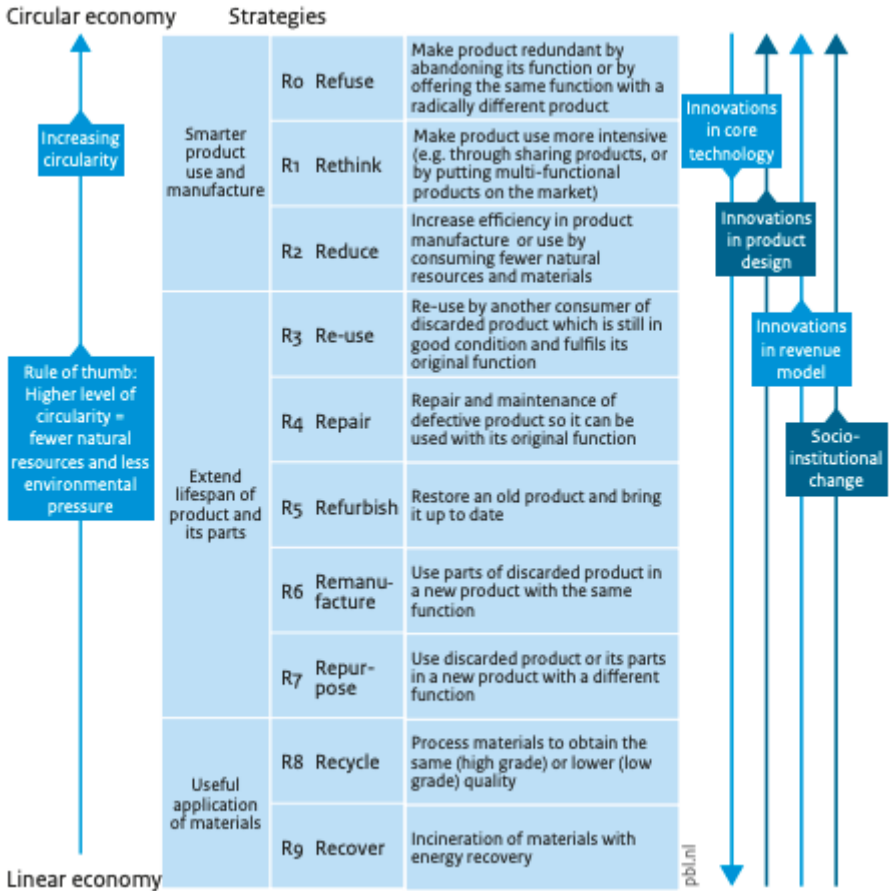 Circular economy
Strategies
Increasing
circularity
Rule of thumb:
Higher level of
circularity =
fewer natural
resources and less
environmental
pressure
Linear economy
Smarter
product
use and
manufacture
R0 Refuse
Make product redundant by
abandoning its function or by
offering the same function with a
radically different product
R1 Rethink
Make product use more intensive
(e.g. through sharing products, or
by putting multi-functional
products on the market)
R2 Reduce
Increase efficiency in product
manufacture or use by
consuming fewer natural
resources and materials
Extend
lifespan of
product and
its parts
R3 Re-use
Re-use by another consumer of
discarded product which is still in
good condition and fulfils its
original function
R4 Repair
Repair and maintenance of
defective product so it can be
used with its original function
R5 Refurbish
Restore an old product and bring
it up to date
R6 Remanu-
facture
Use parts of discarded product in
a new product with the same
function
R7 Repur-
pose
Use discarded product or its parts
in a new product with a different
function
Useful
application
of materials
R8 Recycle
Process materials to obtain the
same (high grade) or lower (low
grade) quality
R9 Recover
Incineration of materials with
energy recovery
pbl.nl
Innovations
in core
technology
Innovations
in product
design
Innovations
in revenue
model
Socio-
institutional
change